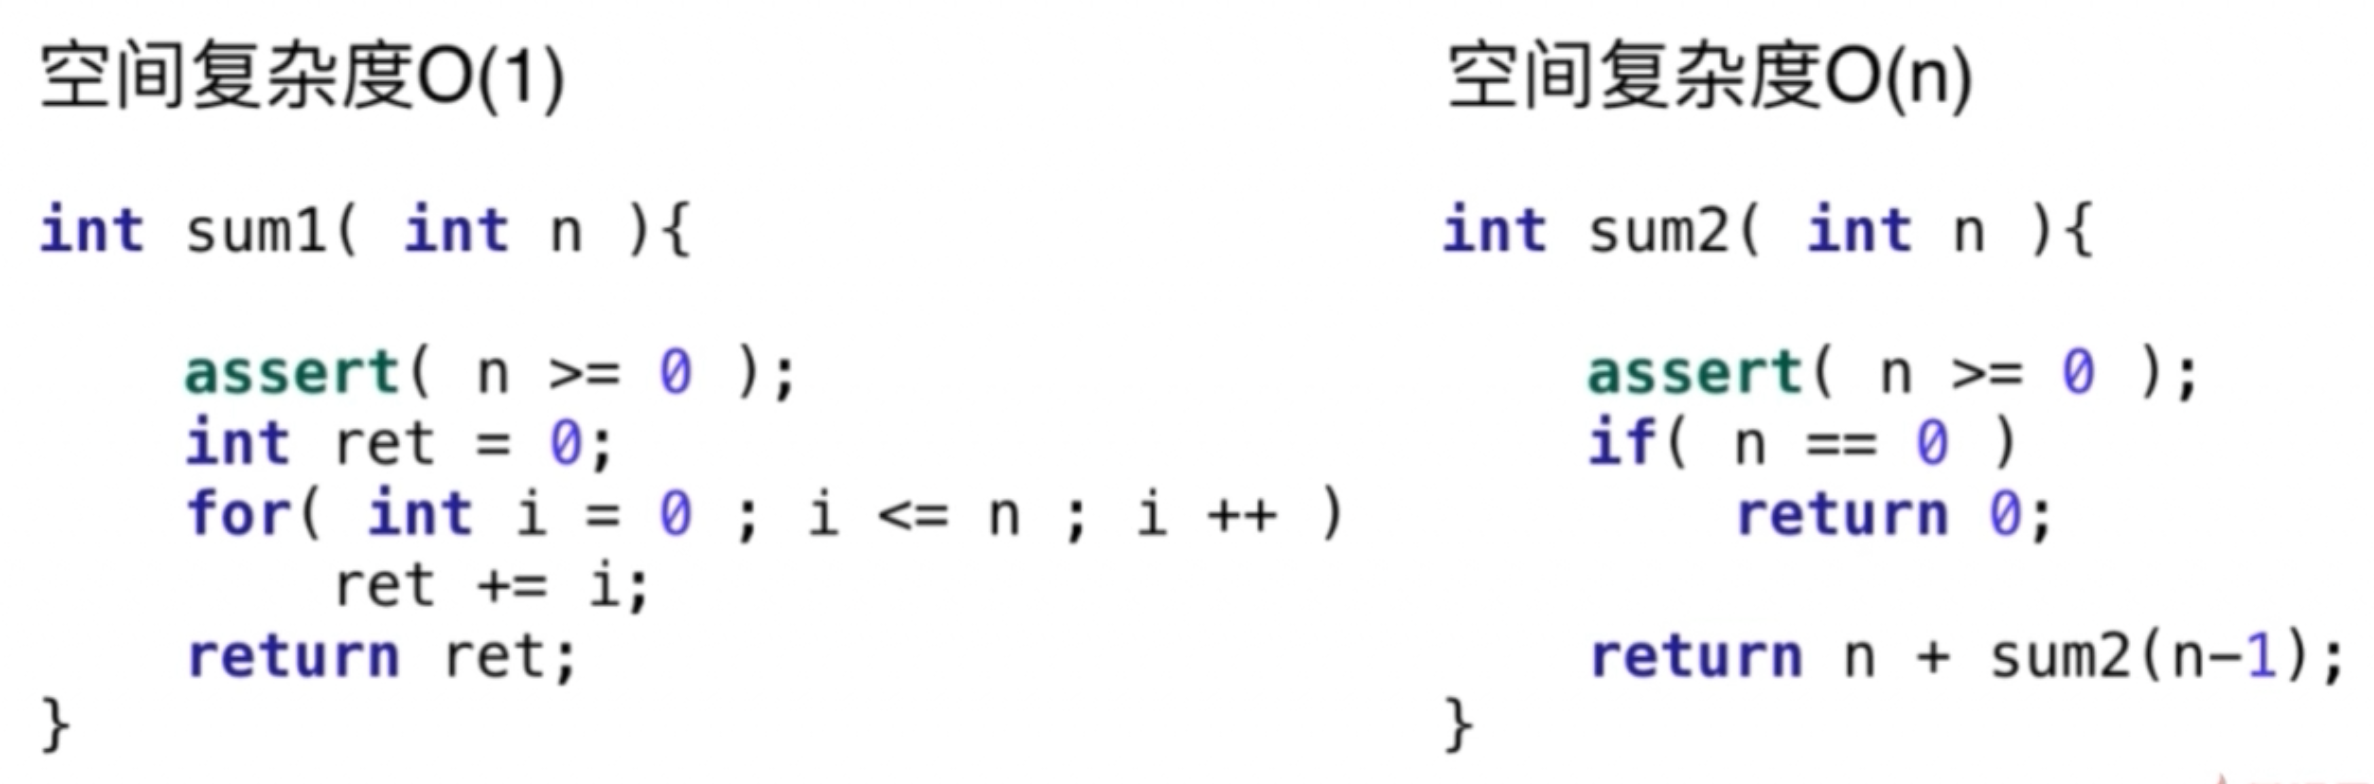 空间复杂度O(1)
int sum1( int n ){
assert( n >= 0 );
int ret = 0;
for( int i = 0 ; i <= n ; i ++ )
ret += i;
return ret;
}
空间复杂度O(n)
int sum2( int n ){
assert( n >= 0 );
if( n == 0 )
return 0;
return n + sum2(n-1);
}